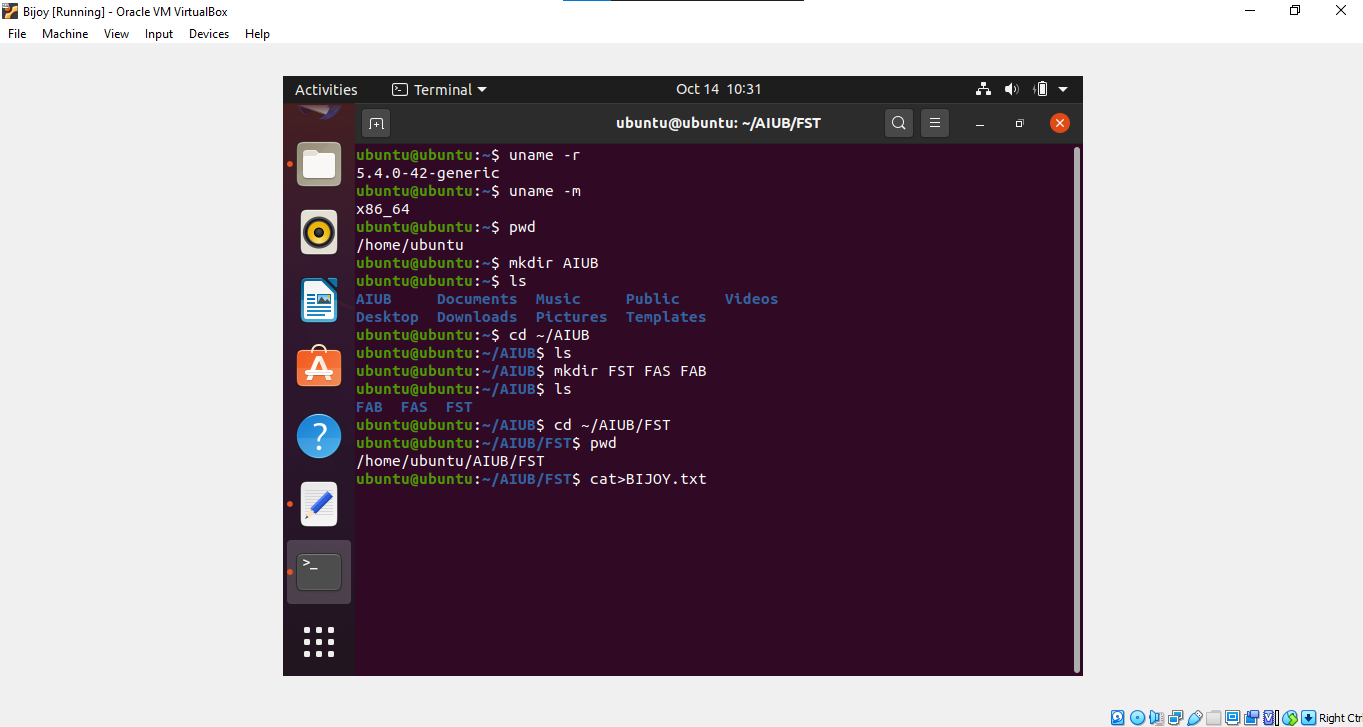 Bijoy [Running] - Oracle VM VirtualBox
File Machine View Input Devices Help
Activities Terminal Oct 14 10:31
ubuntu@ubuntu: ~/AIUB/FST
ubuntu@ubuntu:~$ uname -r
5.4.0-42-generic
ubuntu@ubuntu:~$ uname -m
x86_64
ubuntu@ubuntu:~$ pwd
/home/ubuntu
ubuntu@ubuntu:~$ mkdir AIUB
ubuntu@ubuntu:~$ ls
AIUB Documents Music Public Videos
Desktop Downloads Pictures Templates
ubuntu@ubuntu:~$ cd ~/AIUB
ubuntu@ubuntu:~/AIUB$ ls
ubuntu@ubuntu:~/AIUB$ mkdir FST FAS FAB
ubuntu@ubuntu:~/AIUB$ ls
FAB FAS FST
ubuntu@ubuntu:~/AIUB$ cd ~/AIUB/FST
ubuntu@ubuntu:~/AIUB/FST$ pwd
/home/ubuntu/AIUB/FST
ubuntu@ubuntu:~/AIUB/FST$ cat>BIJOY.txt
Right Ctrl